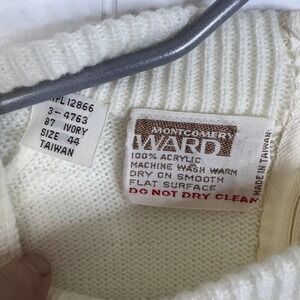 12866
3-4763
87 IVORY
SIZE 44
TAIWAN
MONTGOMERY
WARD
100% ACRYLIC
MACHINE WASH WARM
DRY ON SMOOTH
FLAT SURFACE
DO NOT DRY CLEAN
MADE IN TAIWAN